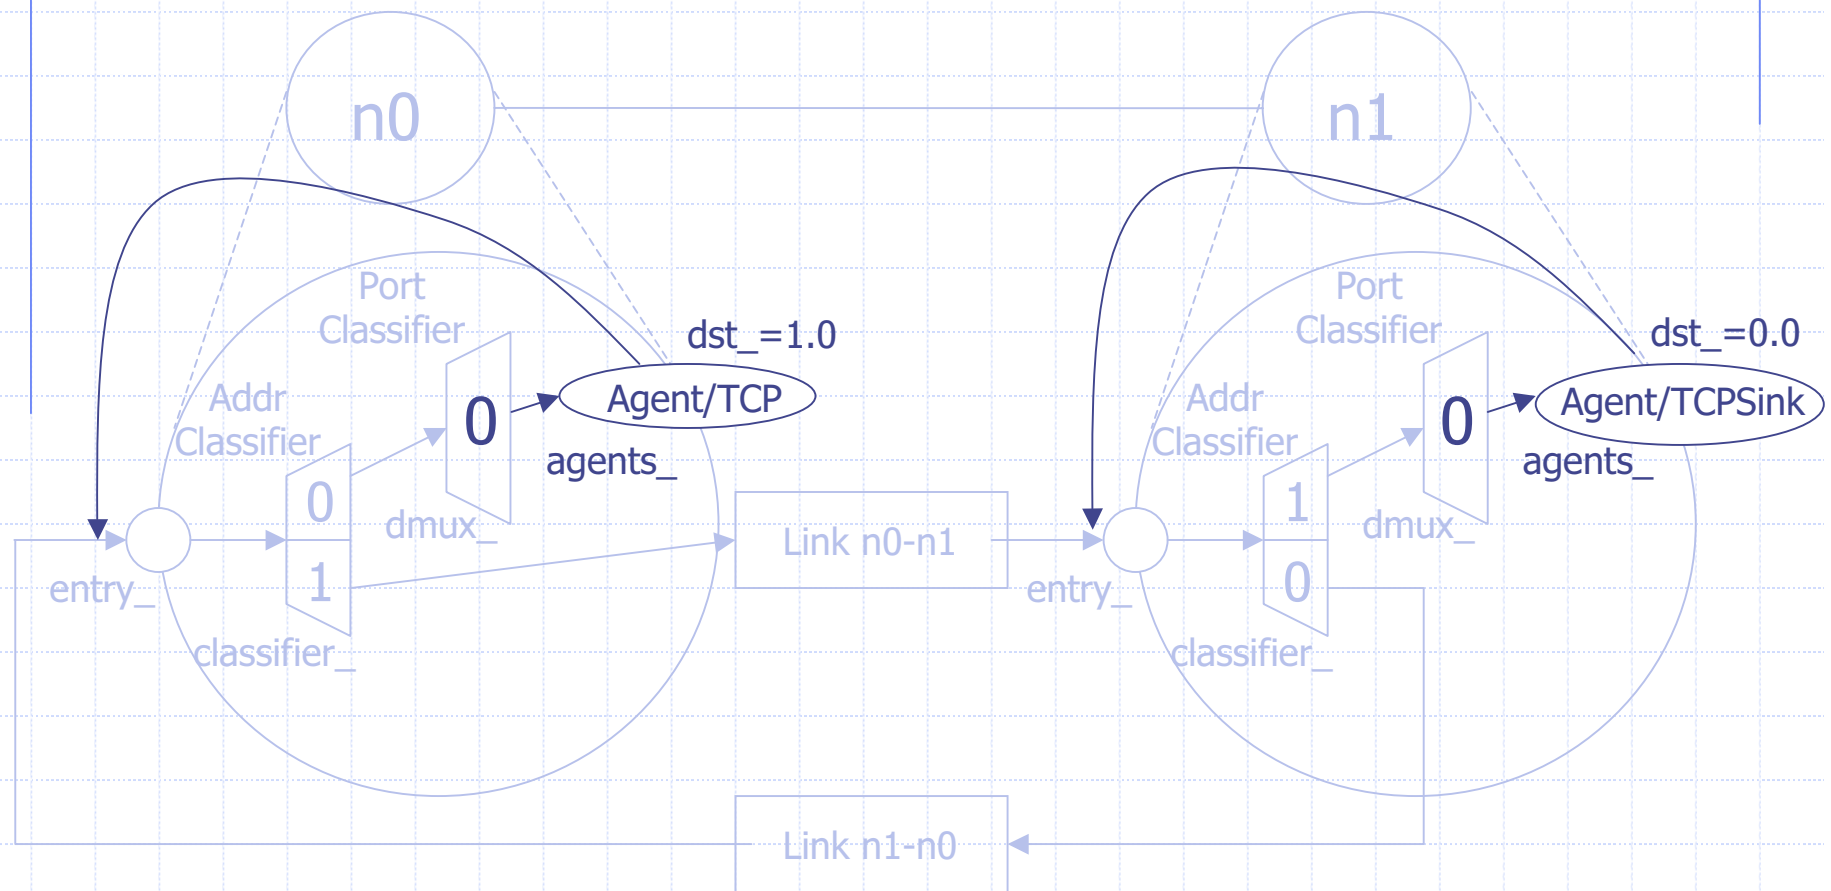 n0
n1
Port
Classifier
Port
Classifier
dst_=1.0
dst_=0.0
Addr
Classifier
0
Agent/TCP
Addr
Classifier
0
Agent/TCPSink
agents_
agents_
0
dmux_
1
dmux_
Link n0-n1
entry_
1
entry_
0
classifier_
classifier_
Link n1-n0